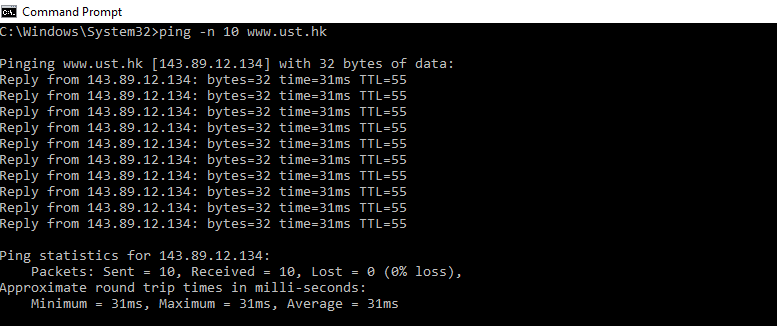 Command Prompt
C:\Windows\System32>ping -n 10 www.ust.hk
Pinging www.ust.hk [143.89.12.134] with 32 bytes of data:
Reply from 143.89.12.134: bytes=32 time=31ms TTL=55
Reply from 143.89.12.134: bytes=32 time=31ms TTL=55
Reply from 143.89.12.134: bytes=32 time=31ms TTL=55
Reply from 143.89.12.134: bytes=32 time=31ms TTL=55
Reply from 143.89.12.134: bytes=32 time=31ms TTL=55
Reply from 143.89.12.134: bytes=32 time=31ms TTL=55
Reply from 143.89.12.134: bytes=32 time=31ms TTL=55
Reply from 143.89.12.134: bytes=32 time=31ms TTL=55
Reply from 143.89.12.134: bytes=32 time=31ms TTL=55
Reply from 143.89.12.134: bytes=32 time=31ms TTL=55
Ping statistics for 143.89.12.134:
    Packets: Sent = 10, Received = 10, Lost = 0 (0% loss),
Approximate round trip times in milli-seconds:
    Minimum = 31ms, Maximum = 31ms, Average = 31ms